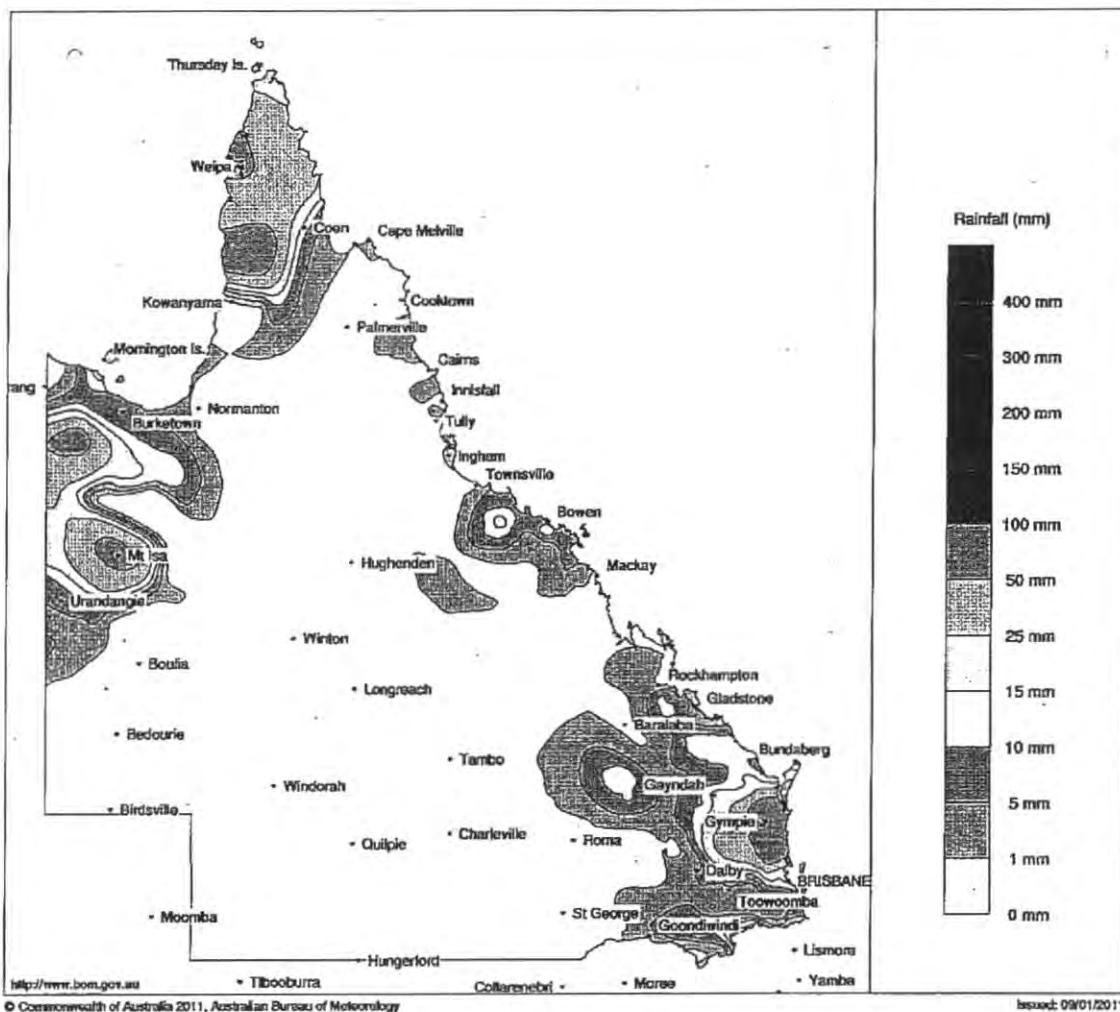 Thursday Is.
Weipa
Coen
Cape Melville
Kowanyama
Cooktown
Palmerville
Mornington Is.
Cairns
rang
Innisfail
Normanton
Burketown
Tully
Ingham
Townsville
Bowen
Mt Isa
Hughenden
Mackay
Urandangie
Winton
Boulia
Rockhampton
Longreach
Gladstone
Baralaba
Bedourie
Bundaberg
Tambo
Windorah
Gayndah
Birdsville
Gympie
Charleville
Quilpie
Roma
Dalby
BRISBANE
Toowoomba
Moomba
St George
Goondiwindi
Lismore
Hungerford
http://www.bom.gov.au
Tibooburra
Collarenebri
Moree
Yamba
Rainfall (mm)
400 mm
300 mm
200 mm
150 mm
100 mm
50 mm
25 mm
15 mm
10 mm
5 mm
1 mm
0 mm
© Commonwealth of Australia 2011, Australian Bureau of Meteorology
Issued: 09/01/2011